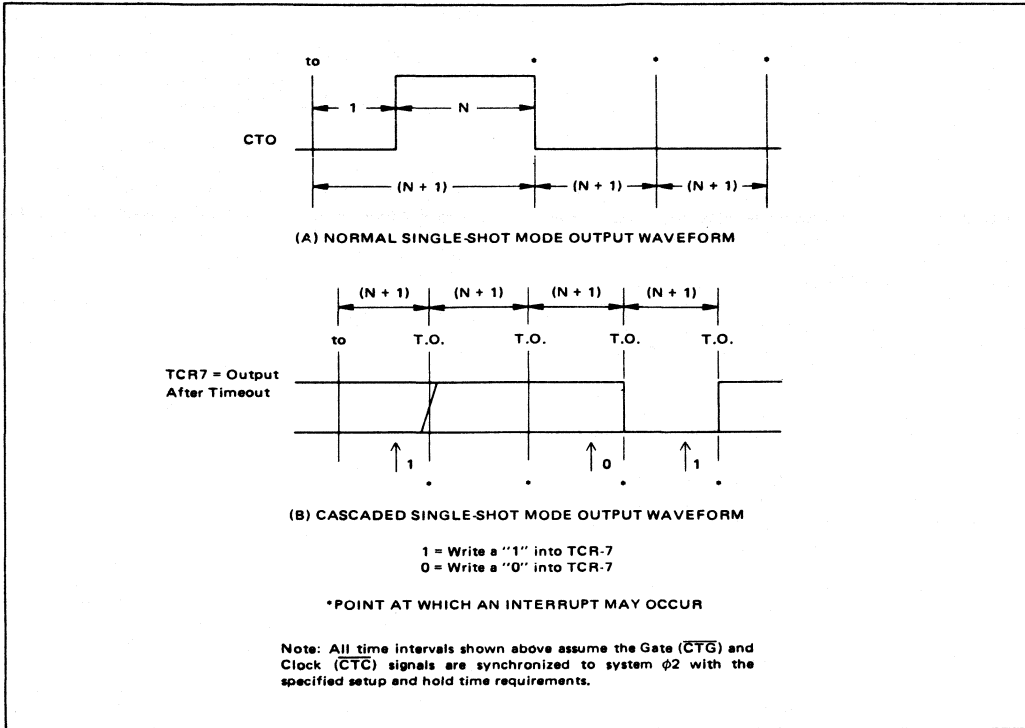 to * * *
1 N
CTO
(N + 1) (N + 1) (N + 1)
(A) NORMAL SINGLE-SHOT MODE OUTPUT WAVEFORM
(N + 1) (N + 1) (N + 1) (N + 1)
to T.O. T.O. T.O. T.O.
TCR7 = Output
After Timeout
1 0 1
* * * *
(B) CASCADED SINGLE-SHOT MODE OUTPUT WAVEFORM
1 = Write a "1" into TCR-7
0 = Write a "0" into TCR-7
*POINT AT WHICH AN INTERRUPT MAY OCCUR
Note: All time intervals shown above assume the Gate (C̅T̅G̅) and
Clock (C̅T̅C̅) signals are synchronized to system ϕ2 with the
specified setup and hold time requirements.